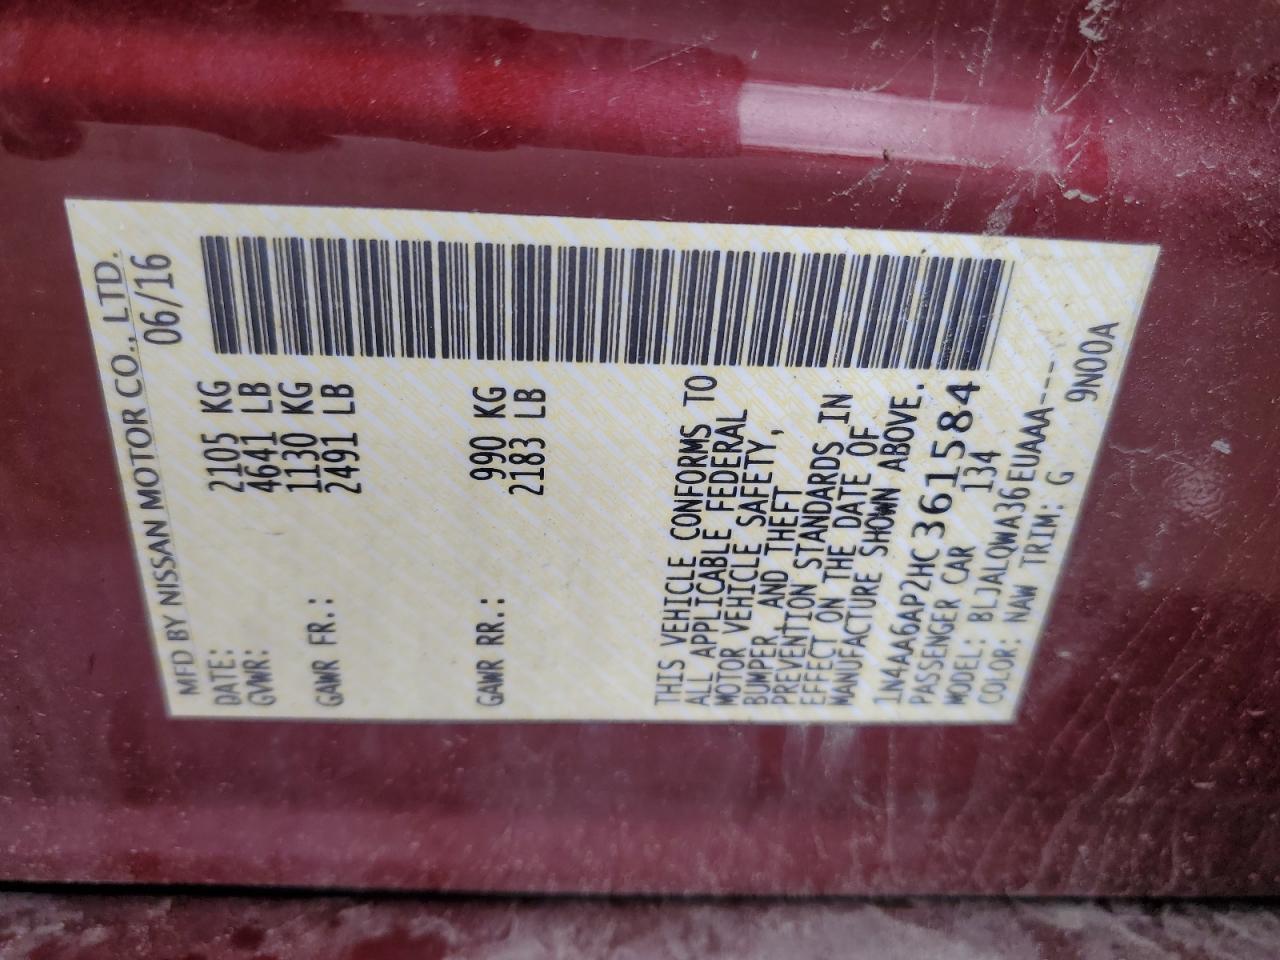 MFD BY NISSAN MOTOR CO., LTD.
DATE: 06/16
GVWR: 2105 KG
4641 LB
GAWR FR.: 1130 KG
2491 LB
GAWR RR.: 990 KG
2183 LB
THIS VEHICLE CONFORMS TO
ALL APPLICABLE FEDERAL
MOTOR VEHICLE SAFETY,
BUMPER, AND THEFT
PREVENTION STANDARDS IN
EFFECT ON THE DATE OF
MANUFACTURE SHOWN ABOVE.
1N4AA6AP2HC361584
PASSENGER CAR 134
MODEL: BLJALQWA36EUAAA----
COLOR: NAW TRIM: G 9N00A